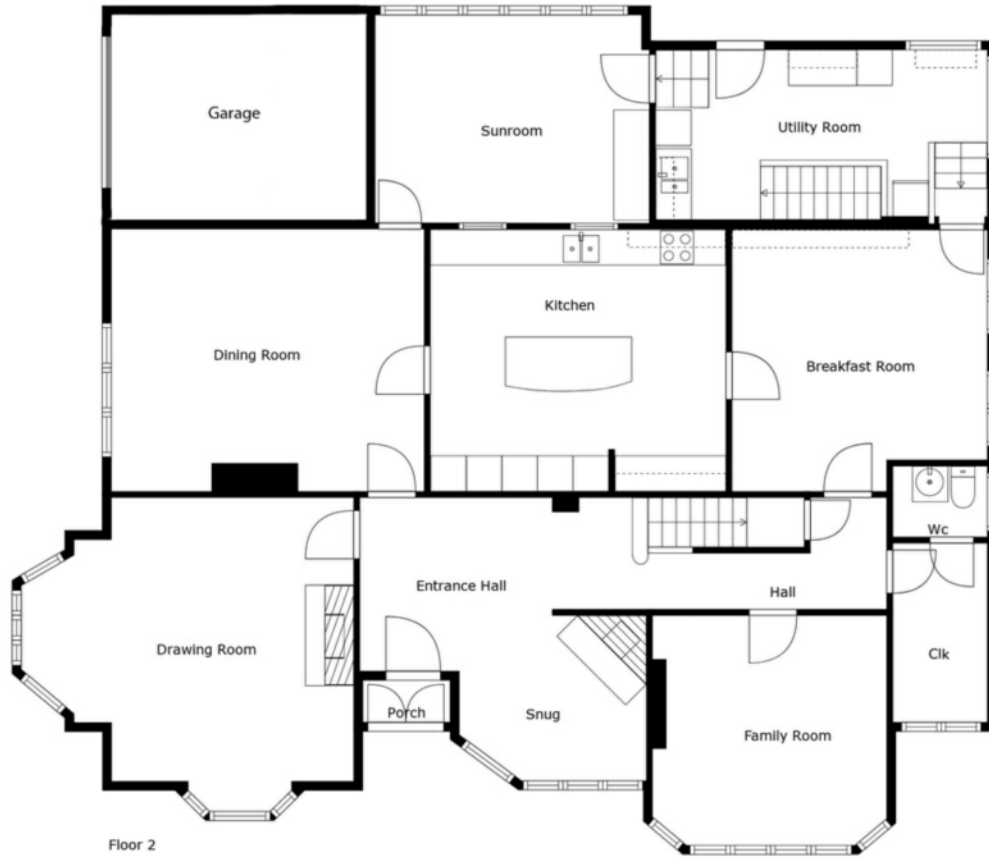 Garage
Sunroom
Utility Room
Kitchen
Dining Room
Breakfast Room
Wc
Entrance Hall
Hall
Drawing Room
Clk
Porch
Snug
Family Room
Floor 2